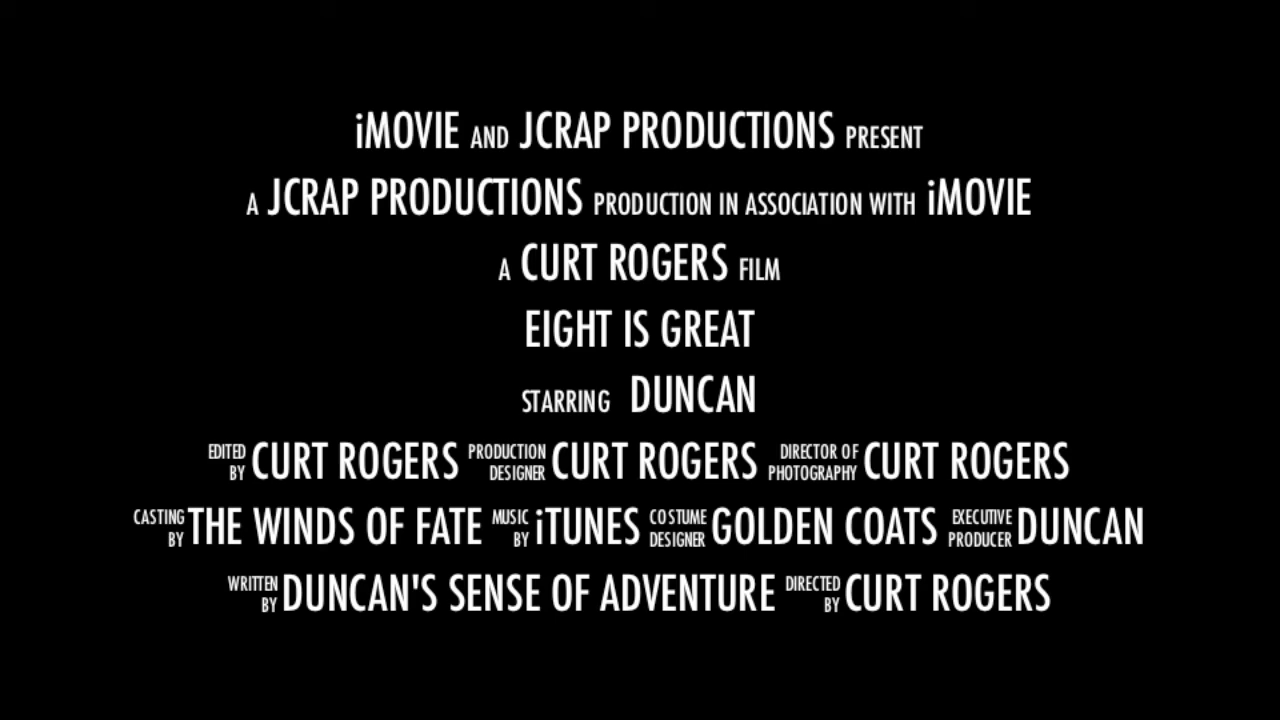 iMOVIE AND JCRAP PRODUCTIONS PRESENT
A JCRAP PRODUCTIONS PRODUCTION IN ASSOCIATION WITH iMOVIE
A CURT ROGERS FILM
EIGHT IS GREAT
STARRING DUNCAN
EDITED BY CURT ROGERS PRODUCTION DESIGNER CURT ROGERS DIRECTOR OF PHOTOGRAPHY CURT ROGERS
CASTING BY THE WINDS OF FATE MUSIC BY iTUNES COSTUME DESIGNER GOLDEN COATS EXECUTIVE PRODUCER DUNCAN
WRITTEN BY DUNCAN'S SENSE OF ADVENTURE DIRECTED BY CURT ROGERS